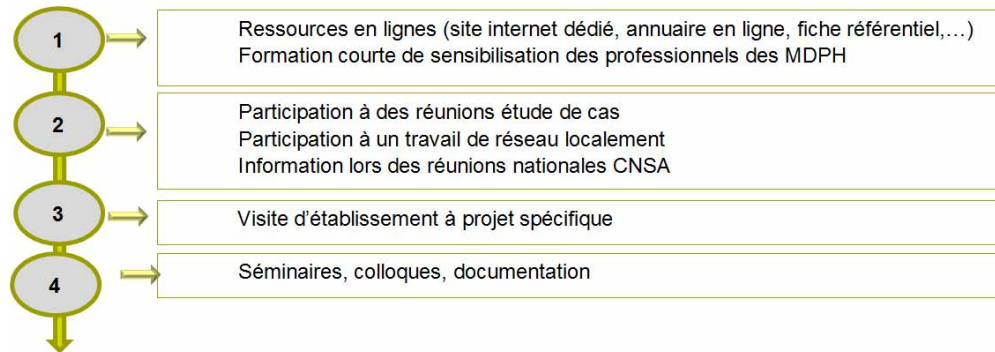 1
Ressources en lignes (site internet dédié, annuaire en ligne, fiche référentiel,…)
Formation courte de sensibilisation des professionnels des MDPH
2
Participation à des réunions étude de cas
Participation à un travail de réseau localement
Information lors des réunions nationales CNSA
3
Visite d’établissement à projet spécifique
4
Séminaires, colloques, documentation